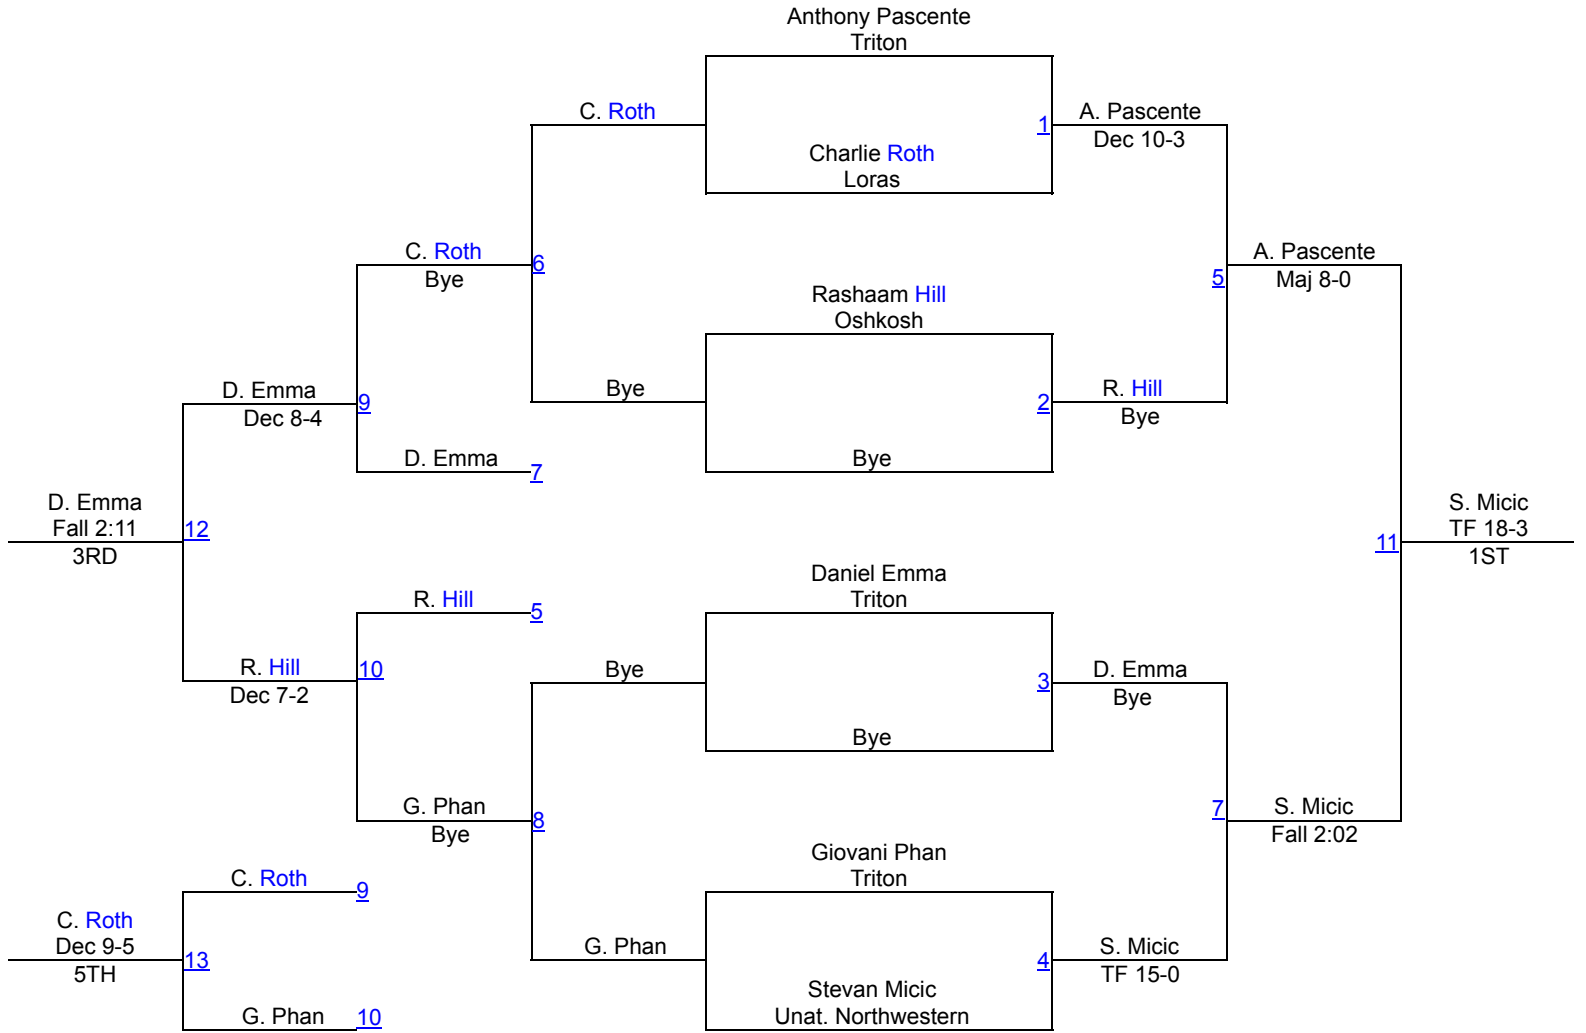 Anthony Pascente
Triton
C. Roth
1
A. Pascente
Dec 10-3
Charlie Roth
Loras
C. Roth
Bye
6
A. Pascente
Maj 8-0
5
Rashaam Hill
Oshkosh
D. Emma
Dec 8-4
9
Bye
2
R. Hill
Bye
D. Emma
7
Bye
D. Emma
Fall 2:11
3RD
12
S. Micic
TF 18-3
1ST
11
Daniel Emma
Triton
R. Hill
5
R. Hill
Dec 7-2
10
Bye
3
D. Emma
Bye
Bye
G. Phan
Bye
8
7
S. Micic
Fall 2:02
Giovani Phan
Triton
C. Roth
9
C. Roth
Dec 9-5
5TH
13
G. Phan
4
S. Micic
TF 15-0
Stevan Micic
Unat. Northwestern
G. Phan
10